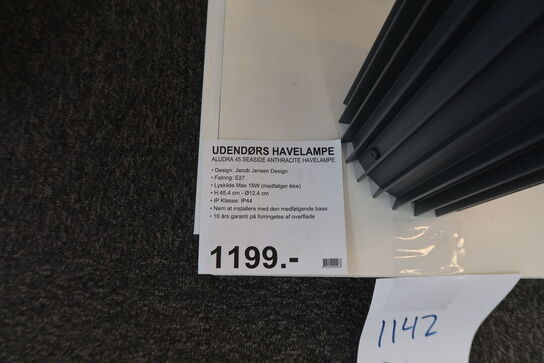 UDENDØRS HAVELAMPE
ALUDRA 45 SEASIDE ANTHRACITE HAVELAMPE
• Design: Jacob Jensen Design
• Fatning: E27
• Lyskilde Max 15W (medfølger ikke)
• H:45,4 cm - Ø12,4 cm
• IP Klasse: IP44
• Nem at installere med den medfølgende base
• 10 års garanti på forringelse af overflade
1199.-
1142